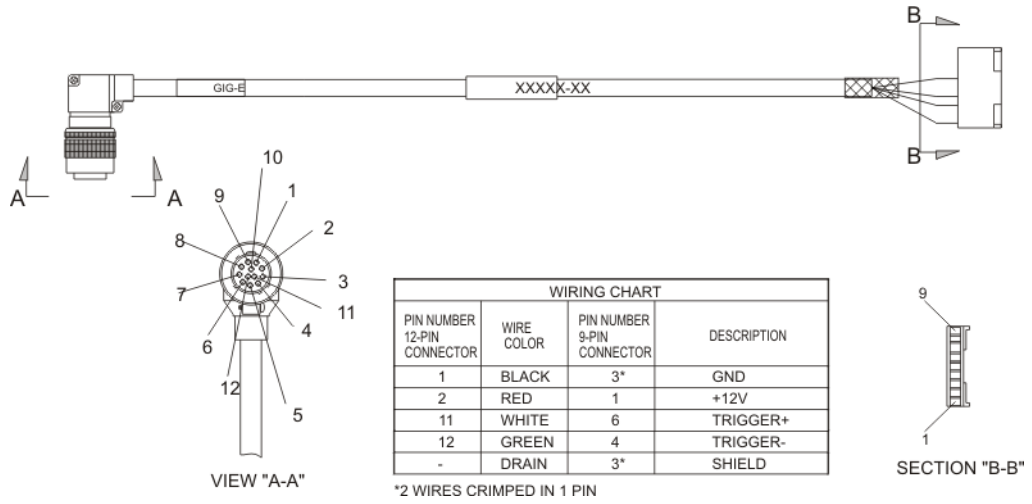 B
GIG-E
XXXXX-XX
B
A
A
10
9
1
2
8
3
7
11
6
4
12
5
VIEW "A-A"
WIRING CHART
PIN NUMBER 12-PIN CONNECTOR WIRE COLOR PIN NUMBER 9-PIN CONNECTOR DESCRIPTION
1 BLACK 3* GND
2 RED 1 +12V
11 WHITE 6 TRIGGER+
12 GREEN 4 TRIGGER-
- DRAIN 3* SHIELD
*2 WIRES CRIMPED IN 1 PIN
9
1
SECTION "B-B"